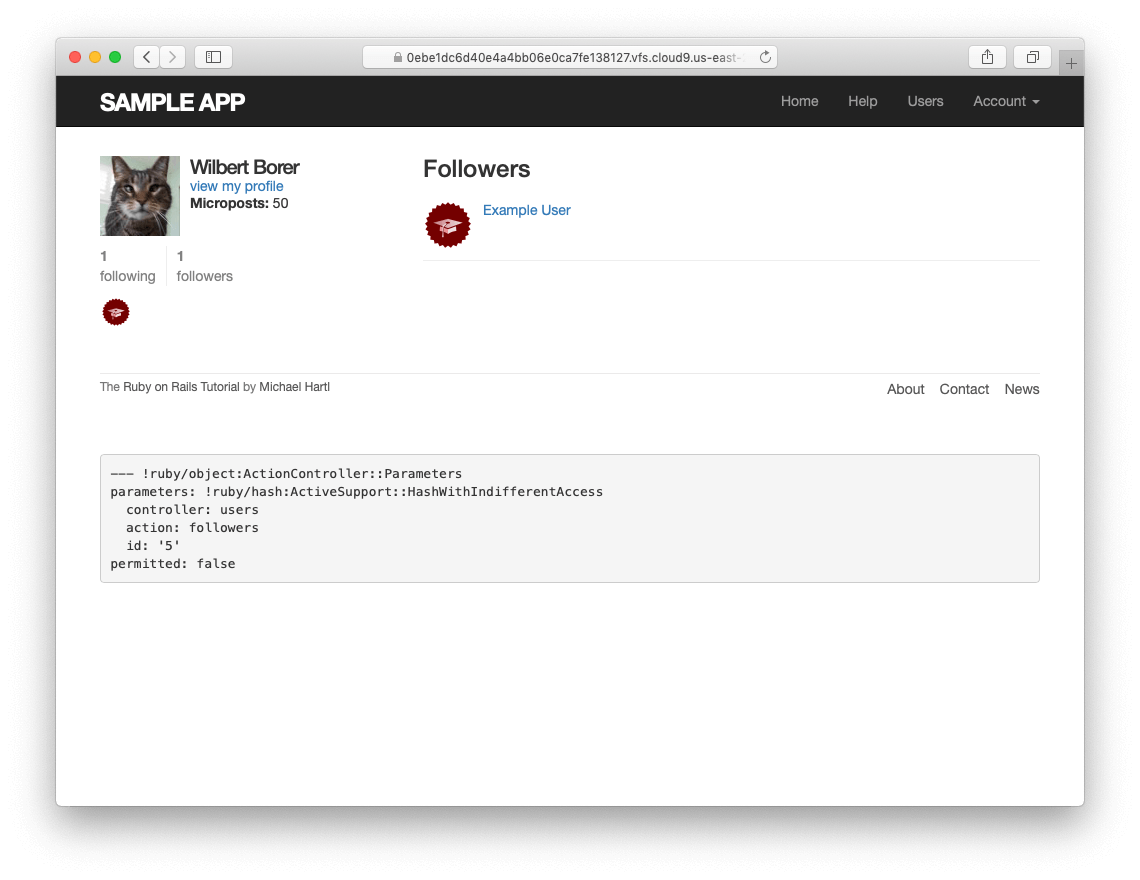 0ebe1dc6d40e4a4bb06e0ca7fe138127.vfs.cloud9.us-east-
SAMPLE APP
Home Help Users Account
Wilbert Borer
view my profile
Microposts: 50
1 following
1 followers
Followers
Example User
The Ruby on Rails Tutorial by Michael Hartl
About Contact News
--- !ruby/object:ActionController::Parameters
parameters: !ruby/hash:ActiveSupport::HashWithIndifferentAccess
  controller: users
  action: followers
  id: '5'
permitted: false